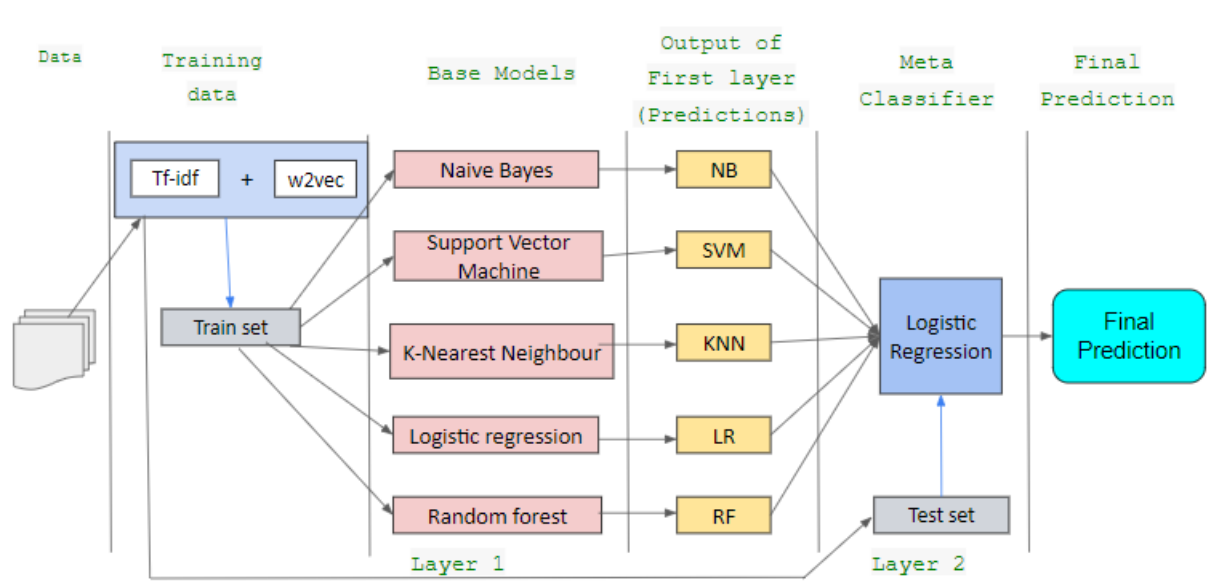 Data
Training
data
Base Models
Output of
First layer
(Predictions)
Meta
Classifier
Final
Prediction
Tf-idf + w2vec
Train set
Naive Bayes
Support Vector
Machine
K-Nearest Neighbour
Logistic regression
Random forest
NB
SVM
KNN
LR
RF
Logistic
Regression
Test set
Final
Prediction
Layer 1
Layer 2